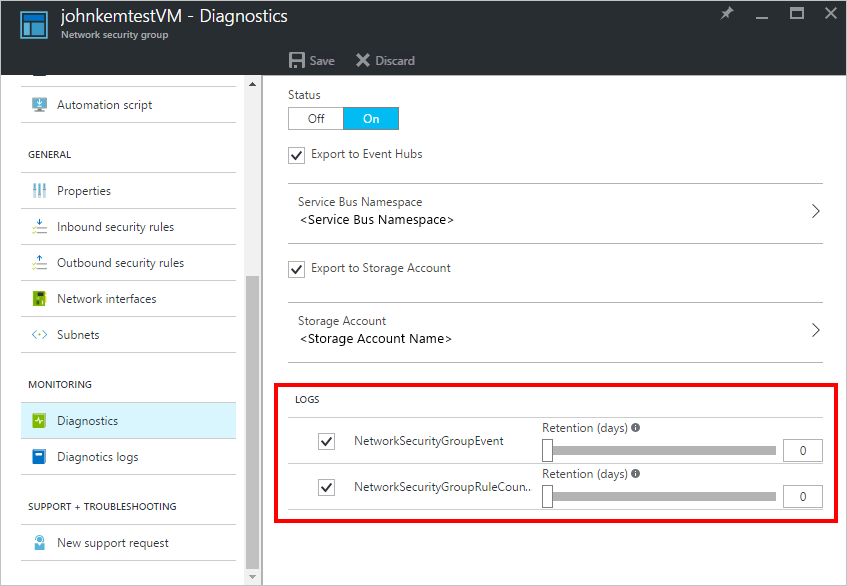 johnkemtestVM - Diagnostics
Network security group
Save
Discard
Automation script
GENERAL
Properties
Inbound security rules
Outbound security rules
Network interfaces
Subnets
MONITORING
Diagnostics
Diagnotics logs
SUPPORT + TROUBLESHOOTING
New support request
Status
Off
On
Export to Event Hubs
Service Bus Namespace
<Service Bus Namespace>
Export to Storage Account
Storage Account
<Storage Account Name>
LOGS
NetworkSecurityGroupEvent
Retention (days)
0
NetworkSecurityGroupRuleCoun...
Retention (days)
0